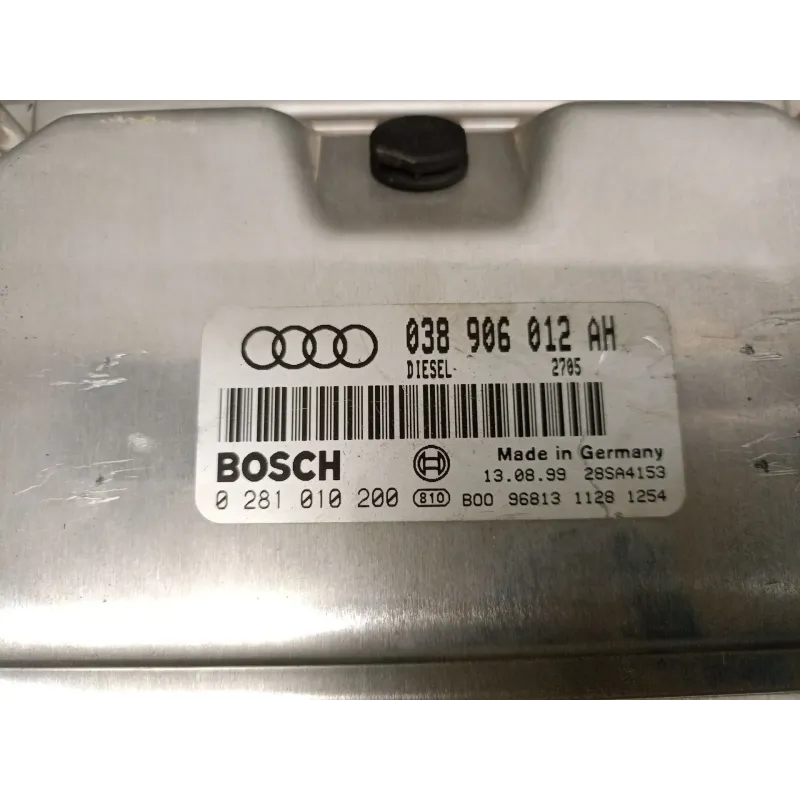 038 906 012 AH
DIESEL- 2705
BOSCH
Made in Germany
13.08.99 28SA4153
0 281 010 200 810 B00 96813 1128 1254